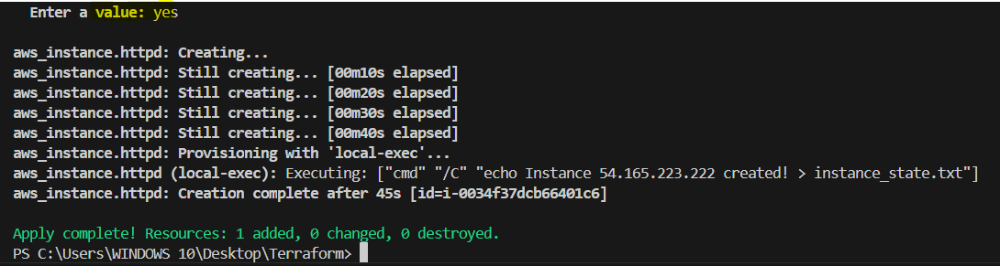 Enter a value: yes
aws_instance.httpd: Creating...
aws_instance.httpd: Still creating... [00m10s elapsed]
aws_instance.httpd: Still creating... [00m20s elapsed]
aws_instance.httpd: Still creating... [00m30s elapsed]
aws_instance.httpd: Still creating... [00m40s elapsed]
aws_instance.httpd: Provisioning with 'local-exec'...
aws_instance.httpd (local-exec): Executing: ["cmd" "/C" "echo Instance 54.165.223.222 created! > instance_state.txt"]
aws_instance.httpd: Creation complete after 45s [id=i-0034f37dcb66401c6]
Apply complete! Resources: 1 added, 0 changed, 0 destroyed.
PS C:\Users\WINDOWS 10\Desktop\Terraform>